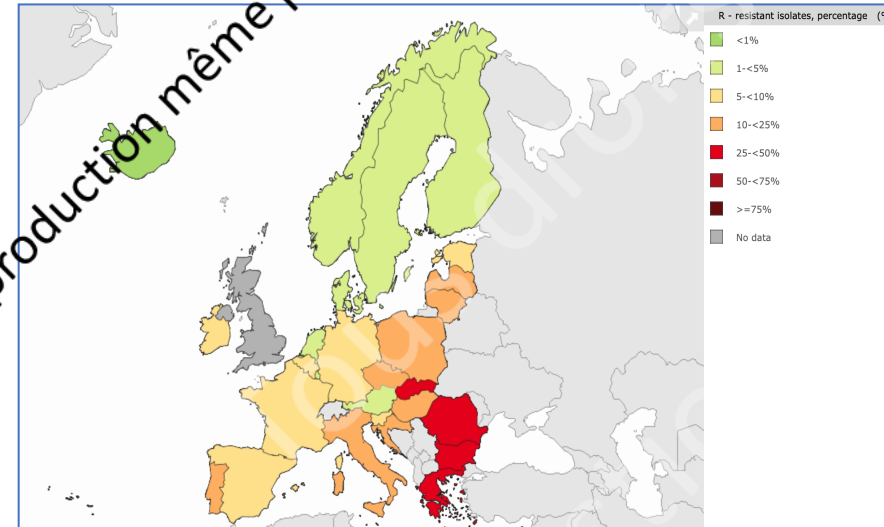 R - resistant isolates, percentage (%
<1%
1-<5%
5-<10%
10-<25%
25-<50%
50-<75%
>=75%
No data
production même